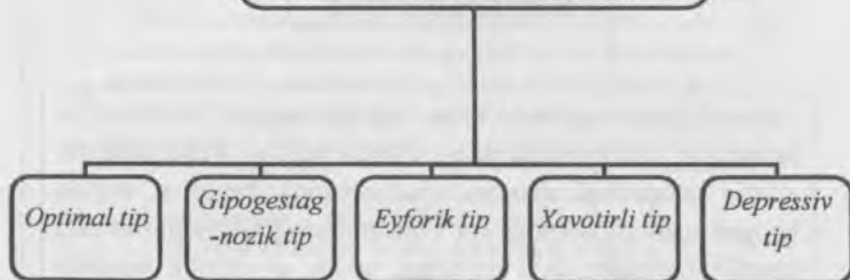 Optimal tip
Gipogestag
-nozik tip
Eyforik tip
Xavotirli tip
Depressiv
tip